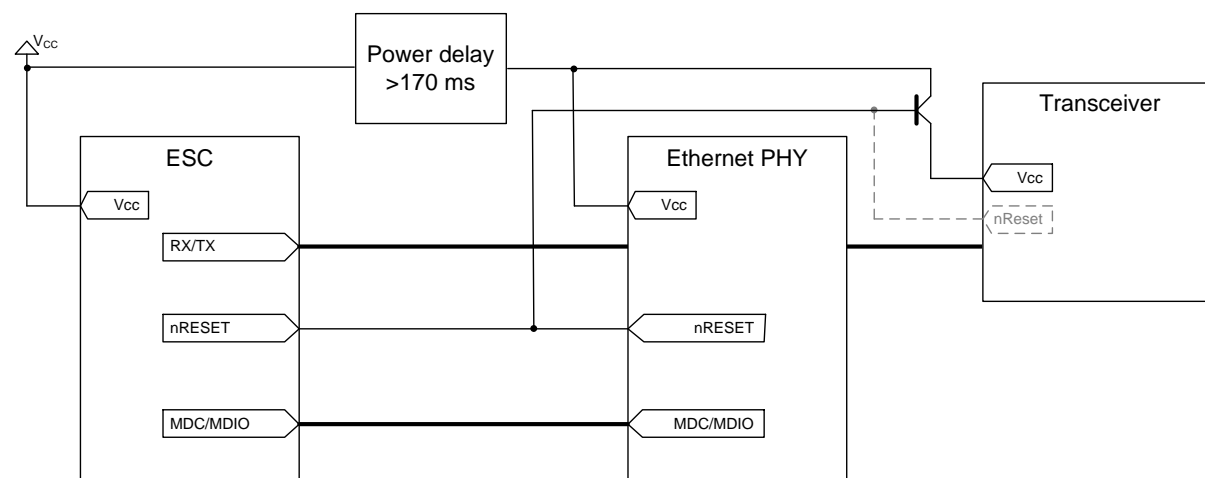 VCC
Power delay
>170 ms
Transceiver
ESC
Ethernet PHY
Vcc
Vcc
Vcc
nReset
RX/TX
nRESET
nRESET
MDC/MDIO
MDC/MDIO